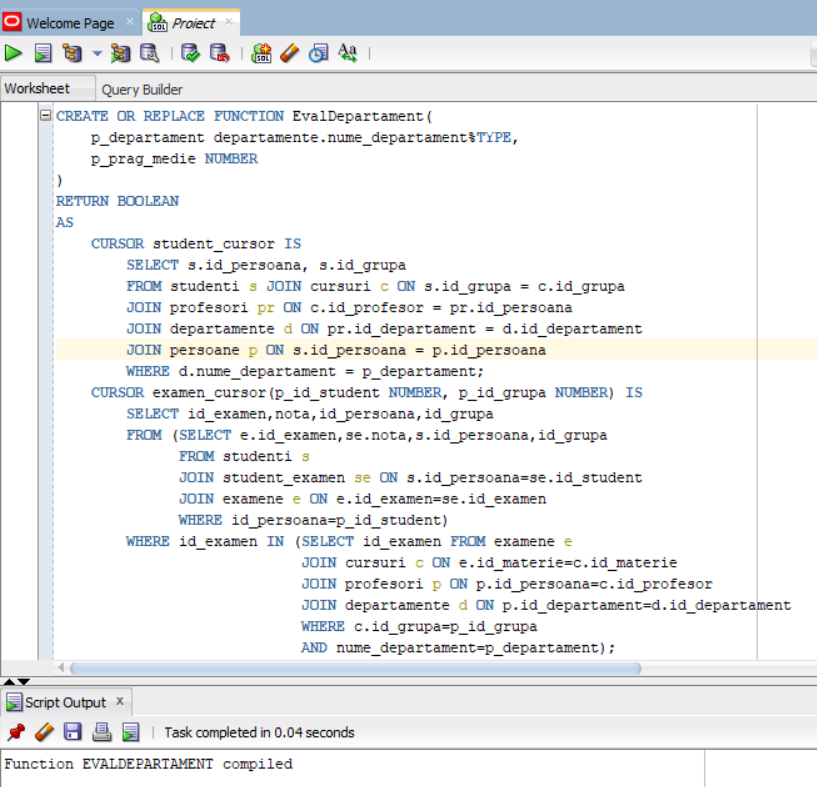 Welcome Page × Proiect ×
SQL Aa
Worksheet Query Builder
CREATE OR REPLACE FUNCTION EvalDepartament(
    p_departament departamente.nume_departament%TYPE,
    p_prag_medie NUMBER
)
RETURN BOOLEAN
AS
    CURSOR student_cursor IS
        SELECT s.id_persoana, s.id_grupa
        FROM studenti s JOIN cursuri c ON s.id_grupa = c.id_grupa
        JOIN profesori pr ON c.id_profesor = pr.id_persoana
        JOIN departamente d ON pr.id_departament = d.id_departament
        JOIN persoane p ON s.id_persoana = p.id_persoana
        WHERE d.nume_departament = p_departament;
    CURSOR examen_cursor(p_id_student NUMBER, p_id_grupa NUMBER) IS
        SELECT id_examen,nota,id_persoana,id_grupa
        FROM (SELECT e.id_examen,se.nota,s.id_persoana,id_grupa
              FROM studenti s
              JOIN student_examen se ON s.id_persoana=se.id_student
              JOIN examene e ON e.id_examen=se.id_examen
              WHERE id_persoana=p_id_student)
        WHERE id_examen IN (SELECT id_examen FROM examene e
                            JOIN cursuri c ON e.id_materie=c.id_materie
                            JOIN profesori p ON p.id_persoana=c.id_profesor
                            JOIN departamente d ON p.id_departament=d.id_departament
                            WHERE c.id_grupa=p_id_grupa
                            AND nume_departament=p_departament);
Script Output ×
Task completed in 0.04 seconds
Function EVALDEPARTAMENT compiled